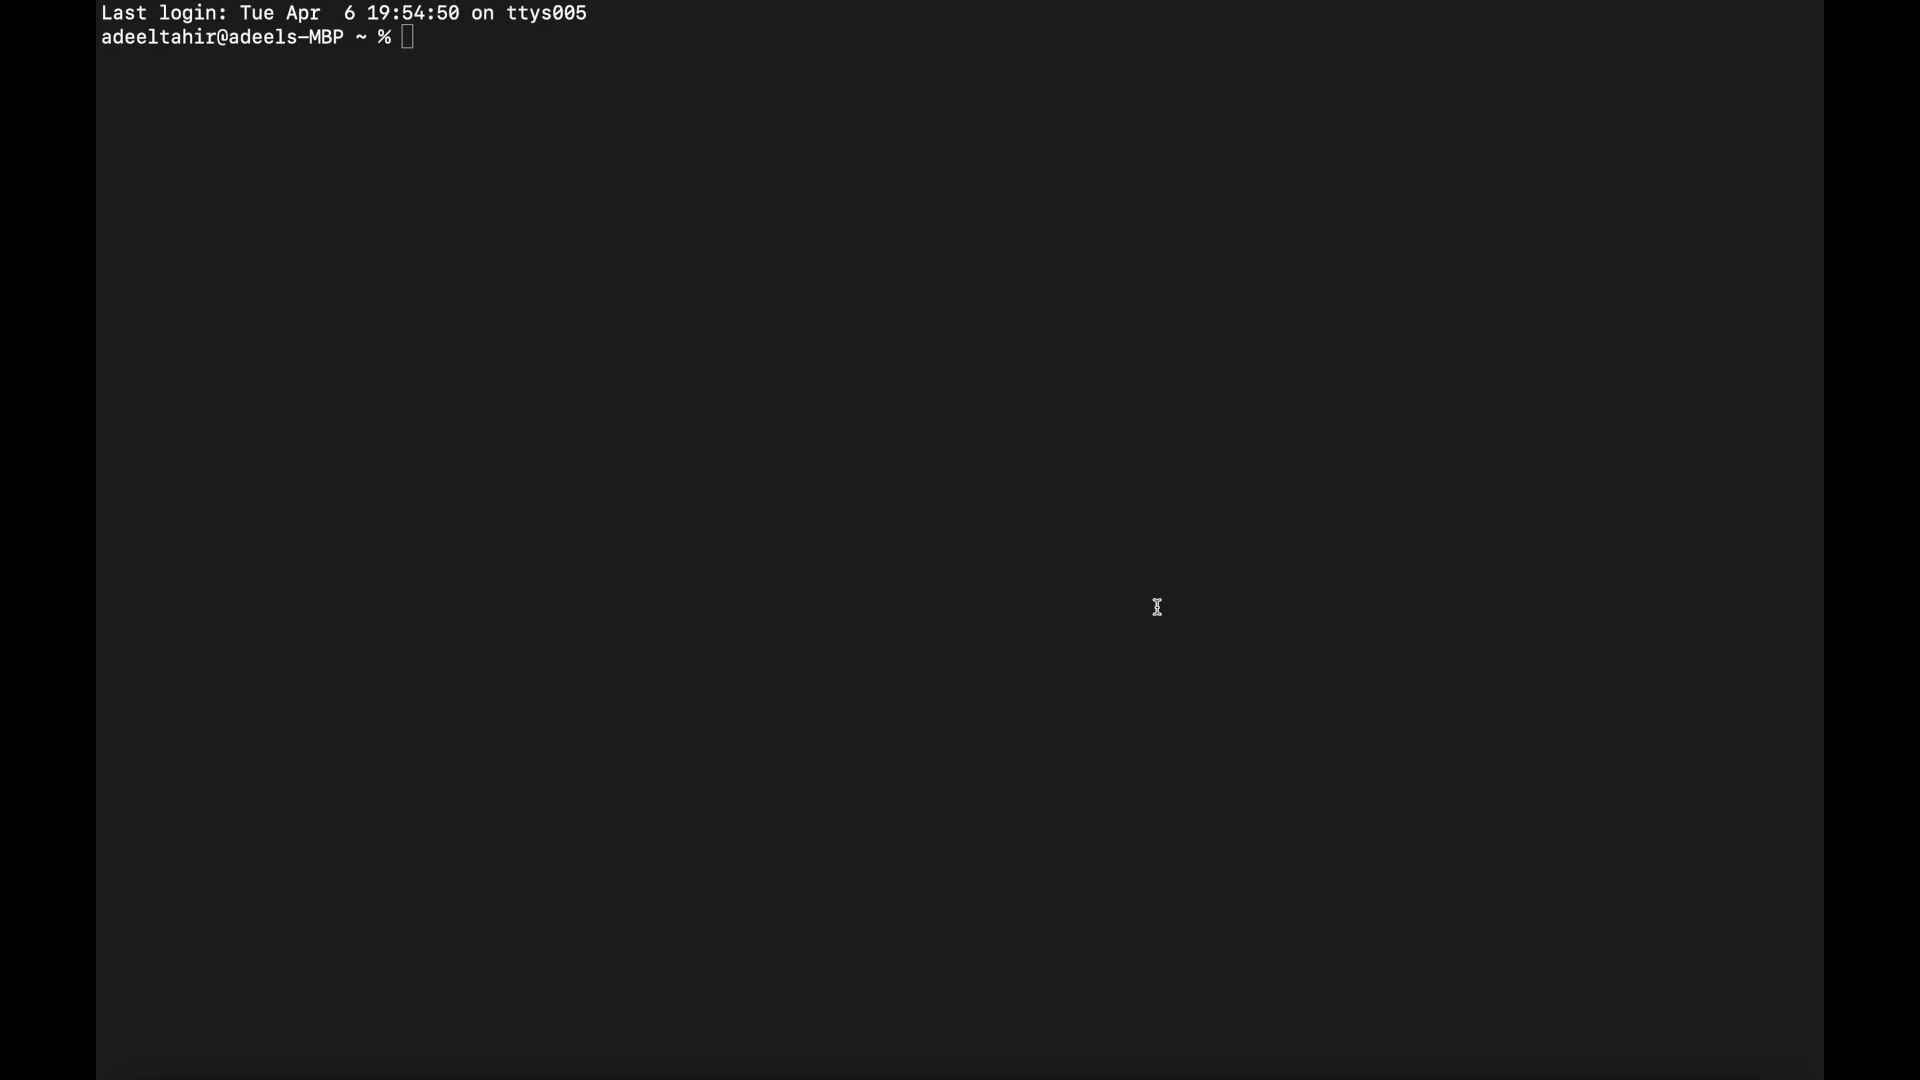 Last login: Tue Apr  6 19:54:50 on ttys005
adeeltahir@adeels-MBP ~ %